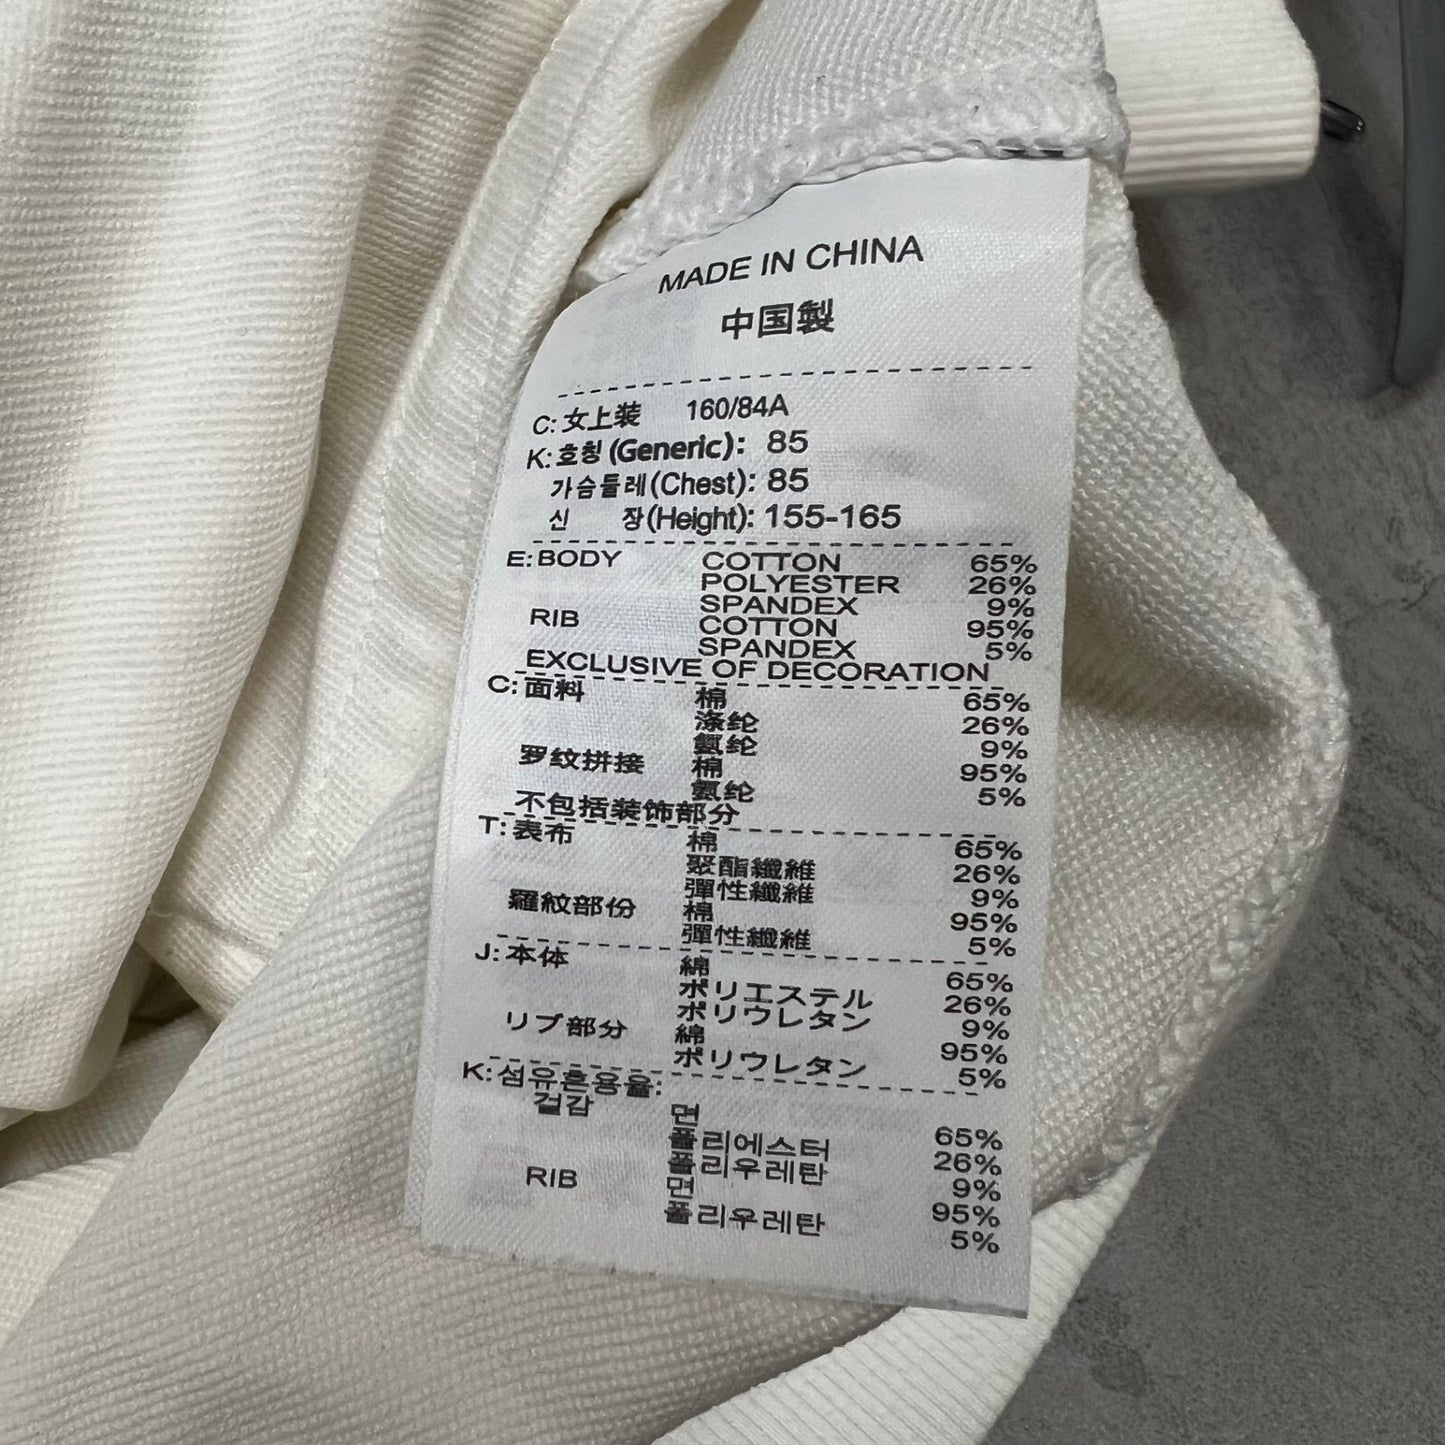 MADE IN CHINA
中国製
C: 女上装 160/84A
K: 호칭 (Generic): 85
가슴둘레(Chest): 85
신 장(Height): 155-165
E: BODY COTTON 65%
POLYESTER 26%
SPANDEX 9%
RIB COTTON 95%
SPANDEX 5%
EXCLUSIVE OF DECORATION
C: 面料 棉 65%
涤纶 26%
氨纶 9%
罗纹拼接 棉 95%
氨纶 5%
不包括装饰部分
T: 表布 棉 65%
聚酯纖維 26%
彈性纖維 9%
羅紋部份 棉 95%
彈性纖維 5%
J: 本体 綿 65%
ポリエステル 26%
ポリウレタン 9%
リブ部分 綿 95%
ポリウレタン 5%
K: 섬유혼용율:
겉감 면 65%
폴리에스터 26%
폴리우레탄 9%
RIB 면 95%
폴리우레탄 5%